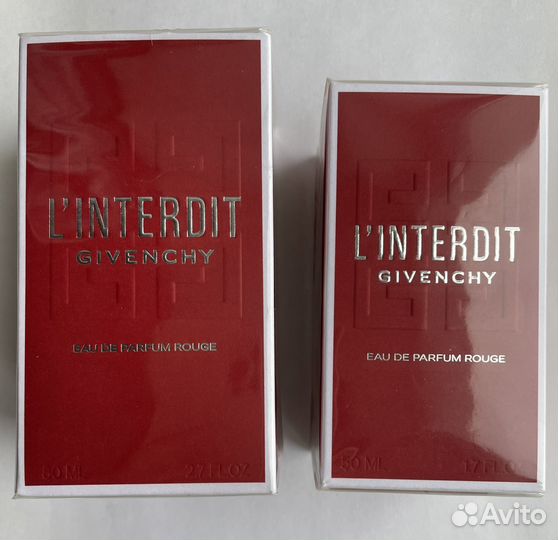 L'INTERDIT
GIVENCHY
EAU DE PARFUM ROUGE
80 ML 2.7 FL.OZ
L'INTERDIT
GIVENCHY
EAU DE PARFUM ROUGE
50 ML 1.7 FL.OZ
Avito